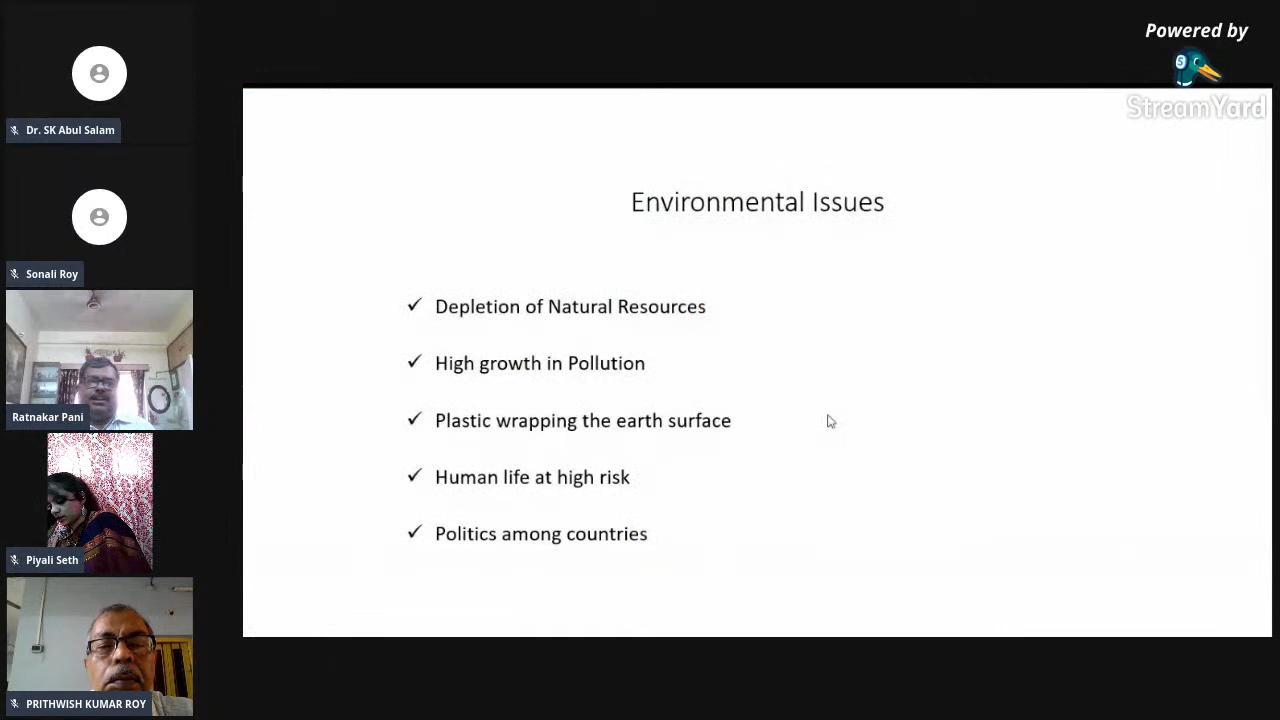 Powered by
StreamYard
Dr. SK Abul Salam
Sonali Roy
Ratnakar Pani
Piyali Seth
PRITHWISH KUMAR ROY
Environmental Issues
✓ Depletion of Natural Resources
✓ High growth in Pollution
✓ Plastic wrapping the earth surface
✓ Human life at high risk
✓ Politics among countries